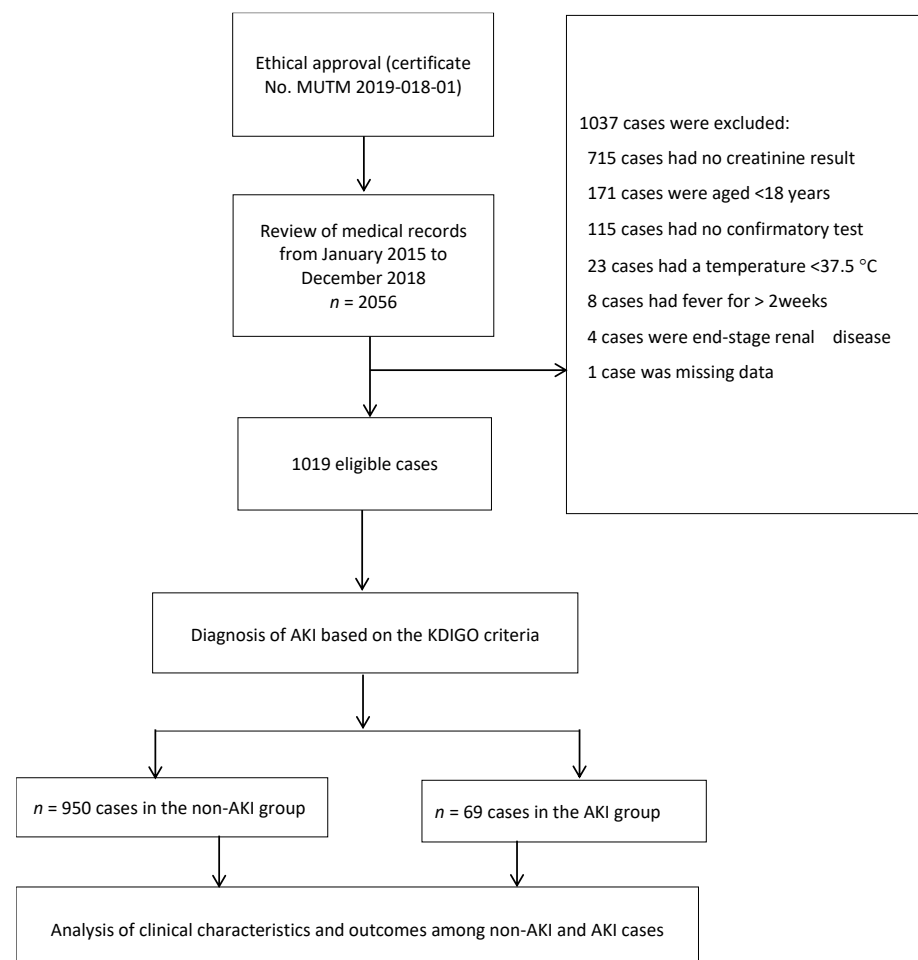 Ethical approval (certificate
No. MUTM 2019-018-01)
Review of medical records
from January 2015 to
December 2018
n = 2056
1037 cases were excluded:
715 cases had no creatinine result
171 cases were aged <18 years
115 cases had no confirmatory test
23 cases had a temperature <37.5 °C
8 cases had fever for > 2weeks
4 cases were end-stage renal disease
1 case was missing data
1019 eligible cases
Diagnosis of AKI based on the KDIGO criteria
n = 950 cases in the non-AKI group
n = 69 cases in the AKI group
Analysis of clinical characteristics and outcomes among non-AKI and AKI cases